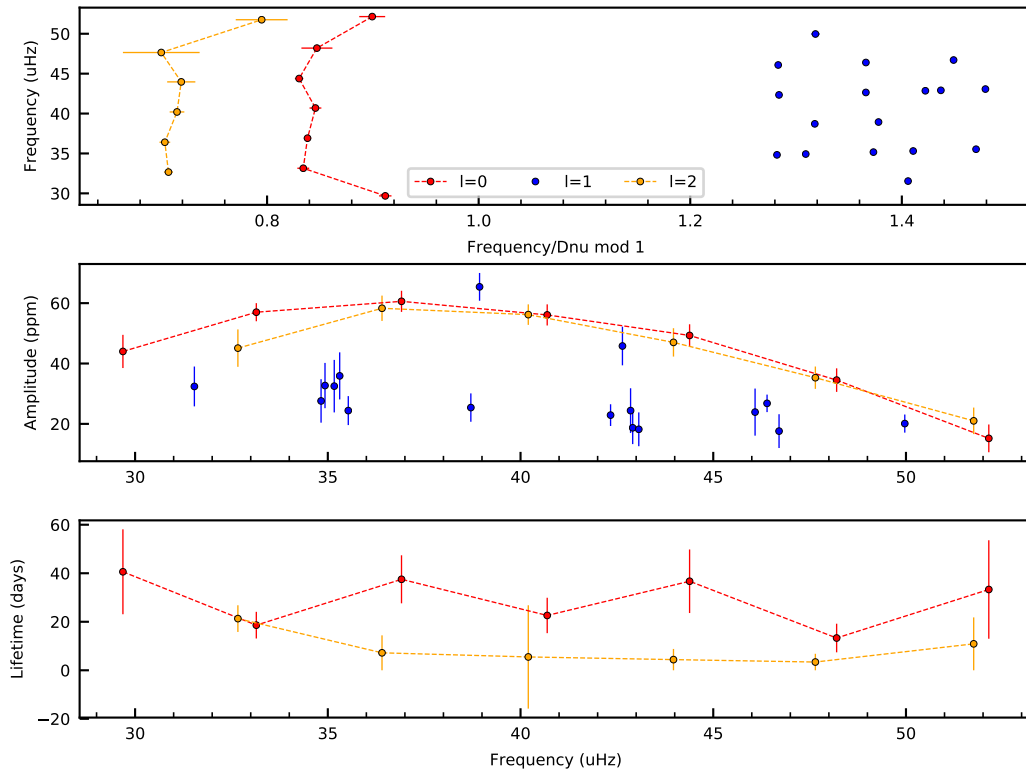 Frequency (uHz)
50
45
40
35
30
l=0 l=1 l=2
0.8 1.0 1.2 1.4
Frequency/Dnu mod 1
Amplitude (ppm)
60
40
20
30 35 40 45 50
Lifetime (days)
60
40
20
0
−20
30 35 40 45 50
Frequency (uHz)